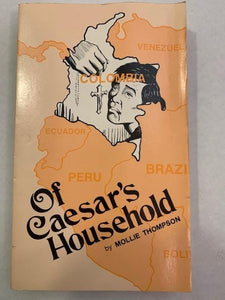 VENEZUEL
COLOMBIA
ECUADOR
PERU
BRAZI
Of
Caesar's
Household
by MOLLIE THOMPSON
BOLI